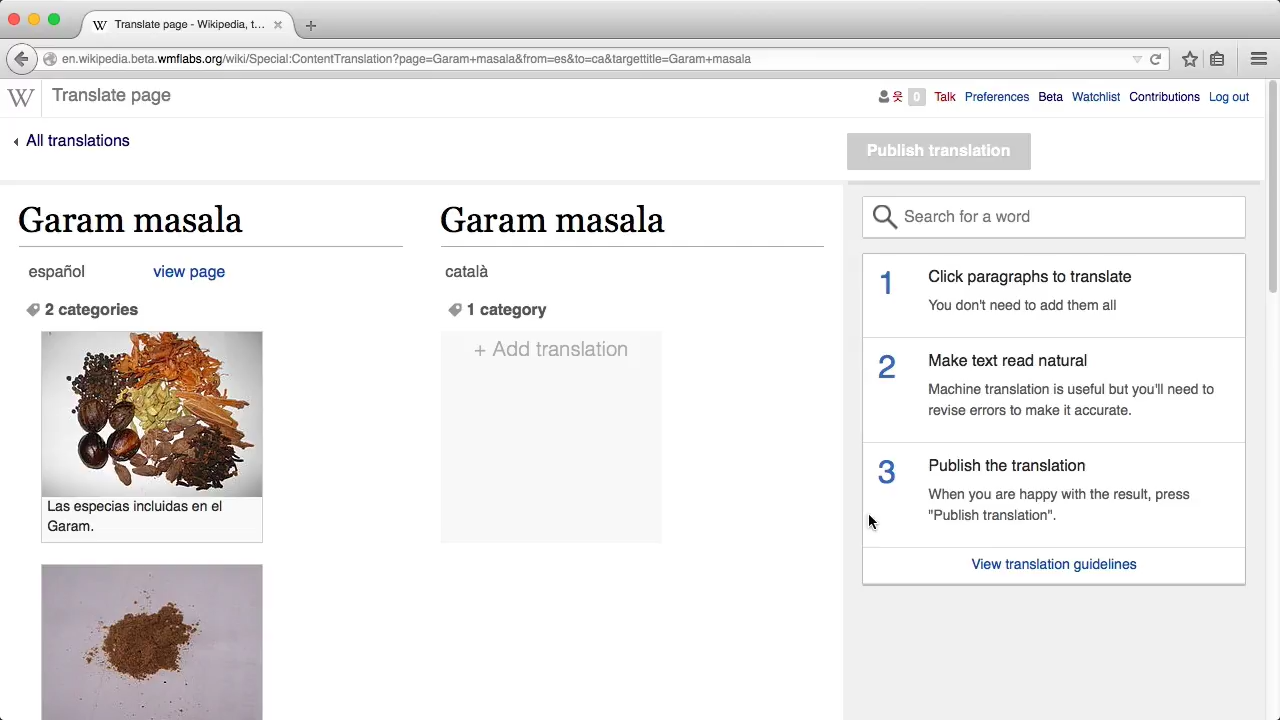 Translate page - Wikipedia, t...
en.wikipedia.beta.wmflabs.org/wiki/Special:ContentTranslation?page=Garam+masala&from=es&to=ca&targettitle=Garam+masala
W Translate page
웃 0 Talk Preferences Beta Watchlist Contributions Log out
All translations
Publish translation
Garam masala
español view page
2 categories
Las especias incluidas en el
Garam.
Garam masala
català
1 category
+ Add translation
Search for a word
1 Click paragraphs to translate
You don't need to add them all
2 Make text read natural
Machine translation is useful but you'll need to
revise errors to make it accurate.
3 Publish the translation
When you are happy with the result, press
"Publish translation".
View translation guidelines